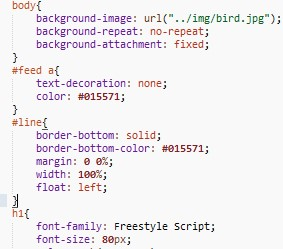 body{
background-image: url("../img/bird.jpg");
background-repeat: no-repeat;
background-attachment: fixed;
}
#feed a{
text-decoration: none;
color: #015571;
}
#line{
border-bottom: solid;
border-bottom-color: #015571;
margin: 0 0%;
width: 100%;
float: left;
}
h1{
font-family: Freestyle Script;
font-size: 80px;